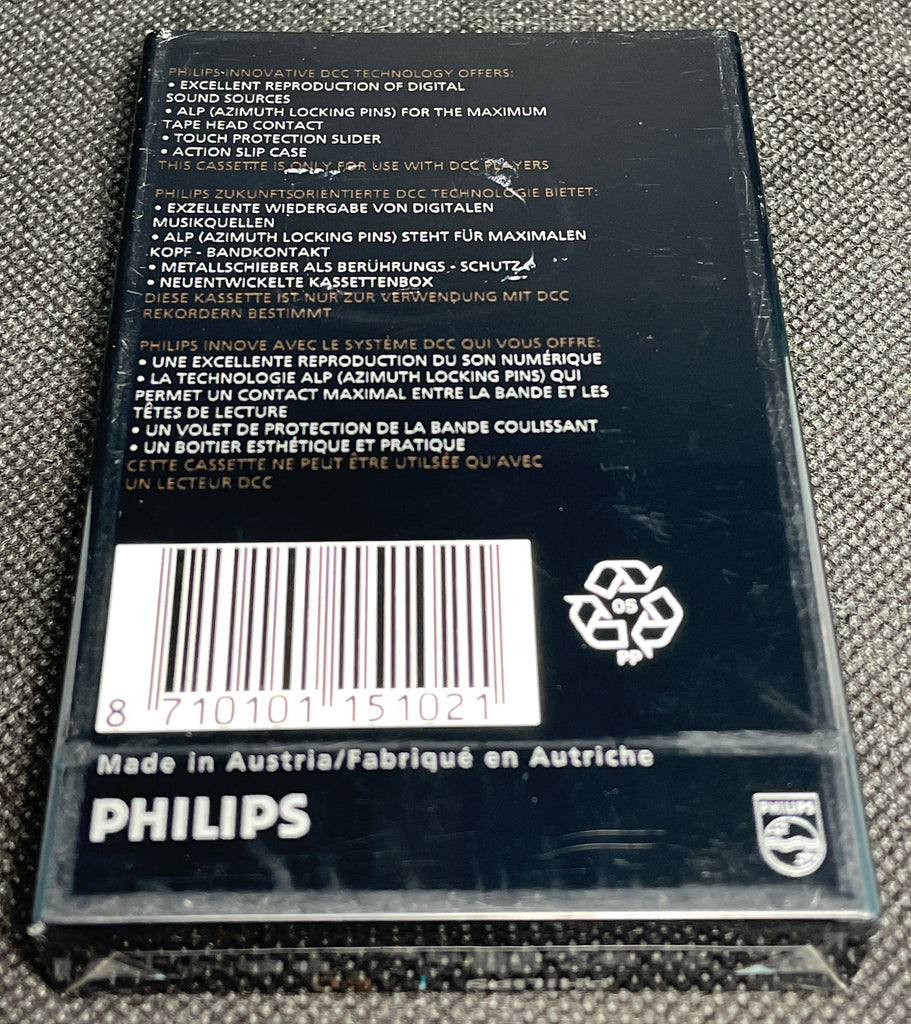 PHILIPS-INNOVATIVE DCC TECHNOLOGY OFFERS:
• EXCELLENT REPRODUCTION OF DIGITAL
SOUND SOURCES
• ALP (AZIMUTH LOCKING PINS) FOR THE MAXIMUM
TAPE HEAD CONTACT
• TOUCH PROTECTION SLIDER
• ACTION SLIP CASE
THIS CASSETTE IS ONLY FOR USE WITH DCC PLAYERS
PHILIPS ZUKUNFTSORIENTIERTE DCC TECHNOLOGIE BIETET:
• EXZELLENTE WIEDERGABE VON DIGITALEN
MUSIKQUELLEN
• ALP (AZIMUTH LOCKING PINS) STEHT FÜR MAXIMALEN
KOPF - BANDKONTAKT
• METALLSCHIEBER ALS BERÜHRUNGS - SCHUTZ
• NEUENTWICKELTE KASSETTENBOX
DIESE KASSETTE IST NUR ZUR VERWENDUNG MIT DCC
REKORDERN BESTIMMT
PHILIPS INNOVE AVEC LE SYSTÈME DCC QUI VOUS OFFRE:
• UNE EXCELLENTE REPRODUCTION DU SON NUMÉRIQUE
• LA TECHNOLOGIE ALP (AZIMUTH LOCKING PINS) QUI
PERMET UN CONTACT MAXIMAL ENTRE LA BANDE ET LES
TÊTES DE LECTURE
• UN VOLET DE PROTECTION DE LA BANDE COULISSANT
• UN BOITIER ESTHÉTIQUE ET PRATIQUE
CETTE CASSETTE NE PEUT ÊTRE UTILSÉE QU'AVEC
UN LECTEUR DCC
05
PP
8 710101 151021
Made in Austria/Fabriqué en Autriche
PHILIPS
PHILIPS